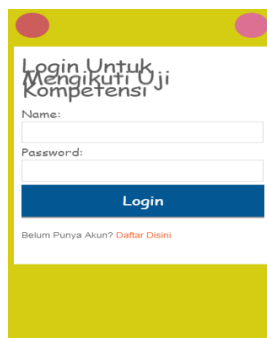 Login Untuk
Mengikuti Uji
Kompetensi
Name:
Password:
Login
Belum Punya Akun? Daftar Disini